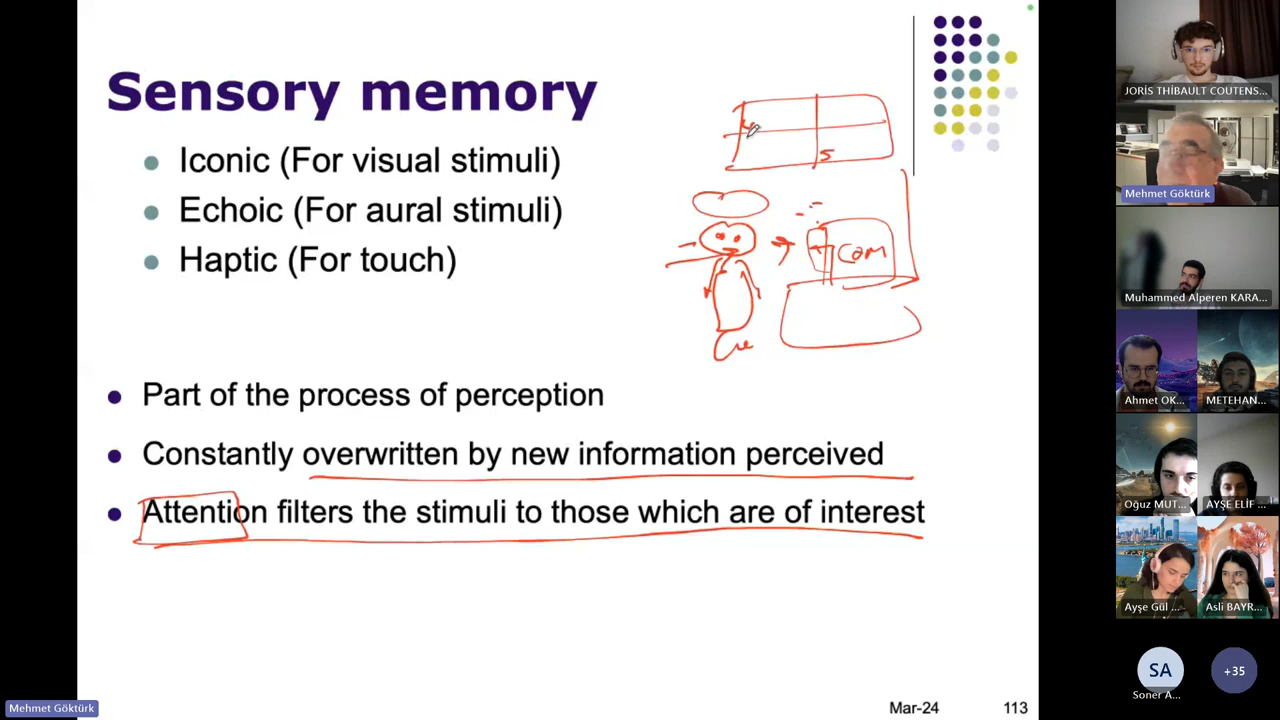 Sensory memory
Iconic (For visual stimuli)
Echoic (For aural stimuli)
Haptic (For touch)
5
com
Part of the process of perception
Constantly overwritten by new information perceived
Attention filters the stimuli to those which are of interest
Mar-24
113
Mehmet Göktürk
JORİS THİBAULT COUTENS...
Mehmet Göktürk
Muhammed Alperen KARA...
Ahmet OK...
METEHAN...
Oğuz MUT...
AYŞE ELİF ...
Ayşe Gül ...
Asli BAYR...
SA
Soner A...
+35